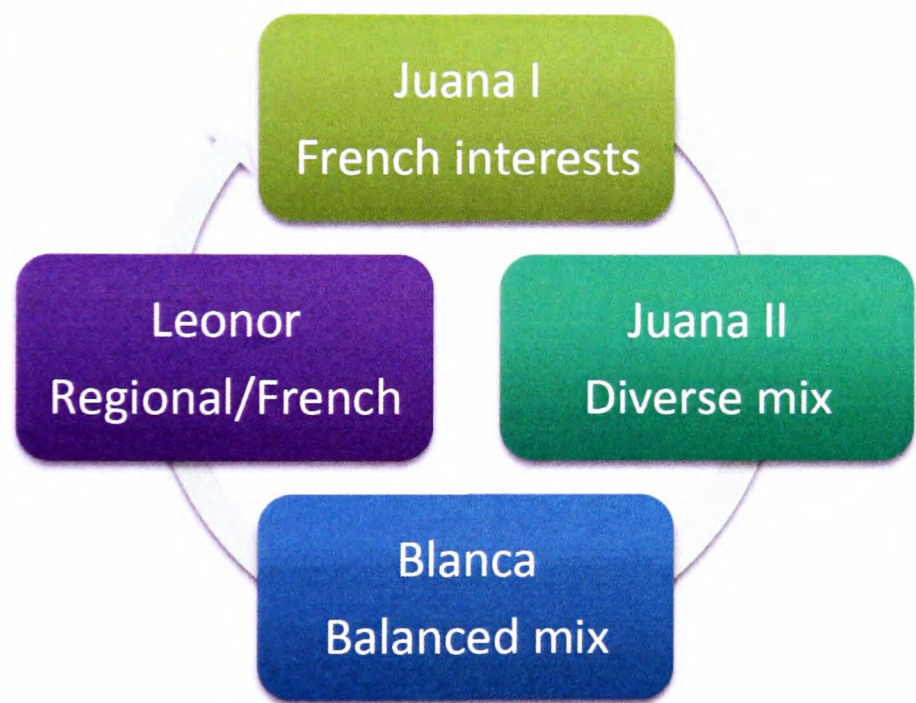 Juana I
French interests
Juana II
Diverse mix
Blanca
Balanced mix
Leonor
Regional/French